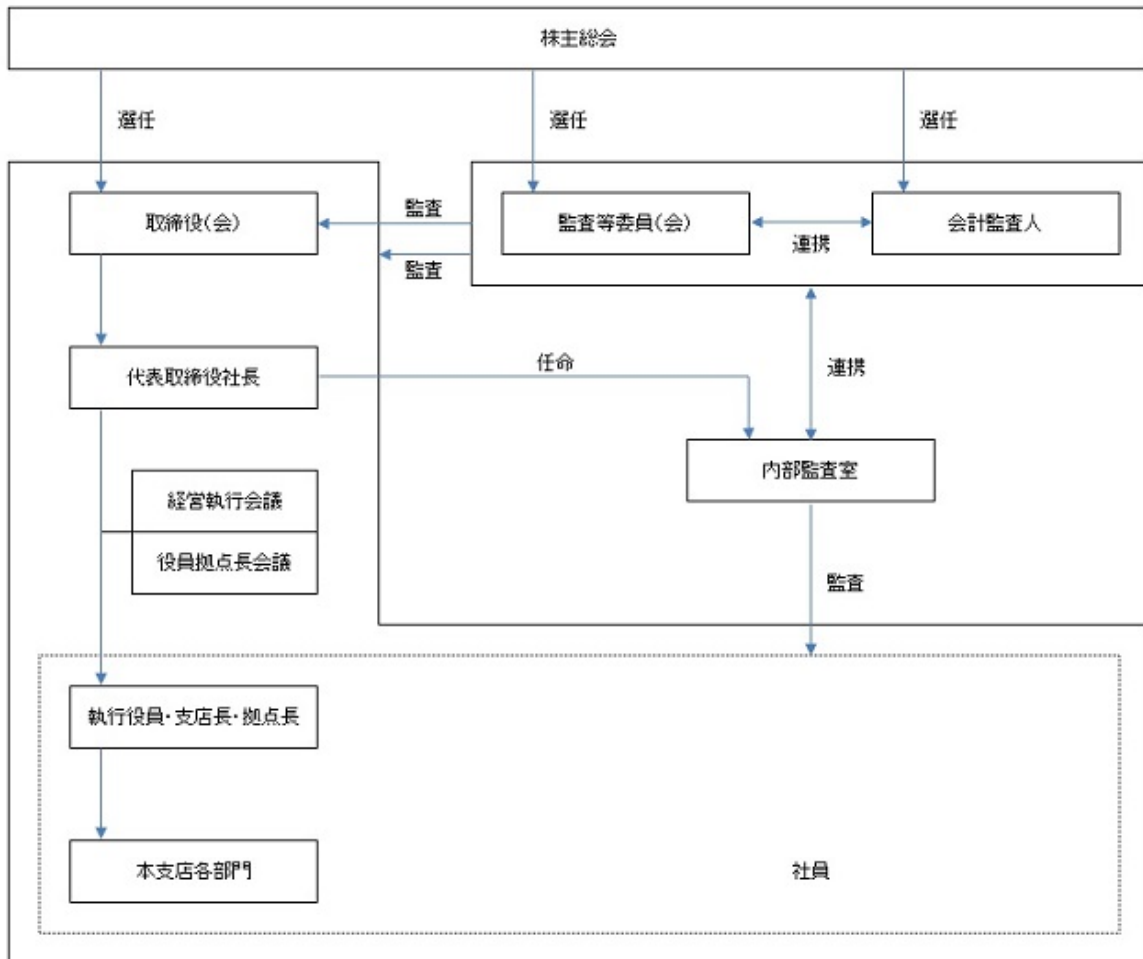 株主総会
選任
選任
選任
取締役(会)
監査
監査
監査等委員(会)
連携
会計監査人
代表取締役社長
任命
連携
内部監査室
経営執行会議
役員拠点長会議
監査
執行役員・支店長・拠点長
本支店各部門
社員